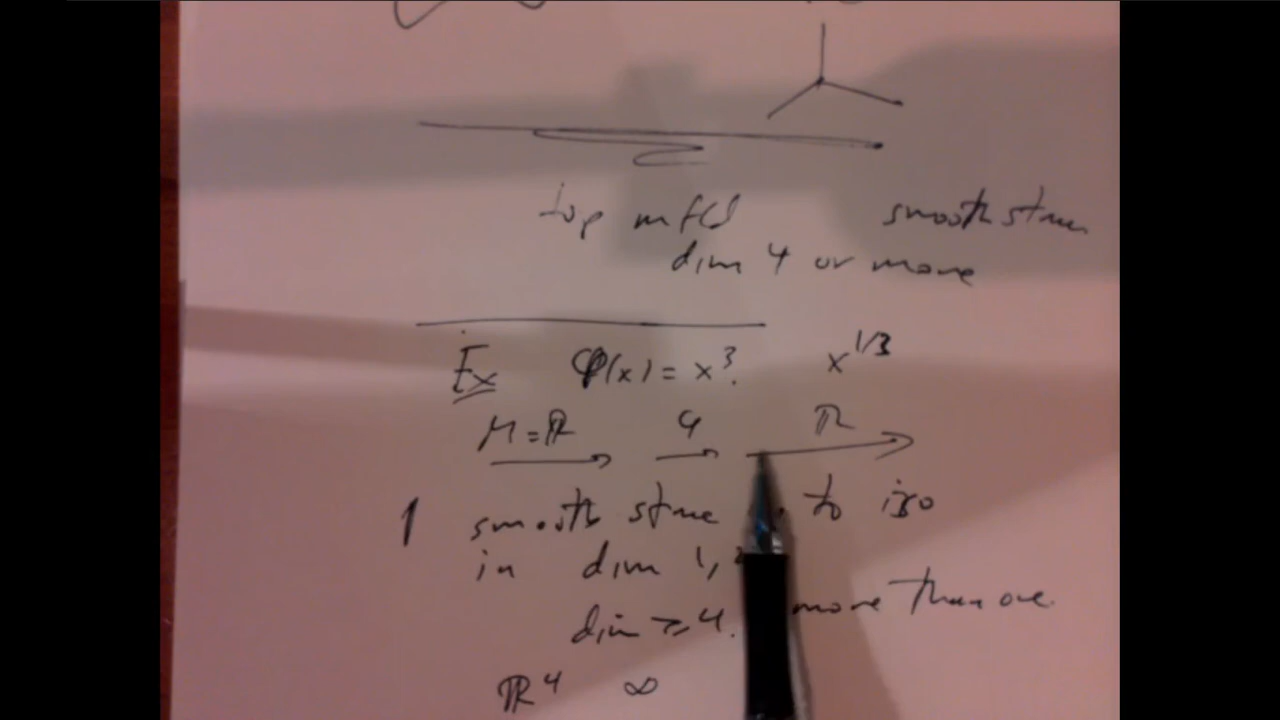 top mfd smooth struc
dim 4 or more
Ex φ(x) = x³. x^1/3
M = ℝ φ ℝ
1 smooth struc to iso
in dim 1,
dim ≥ 4. more than one.
ℝ⁴ ∞